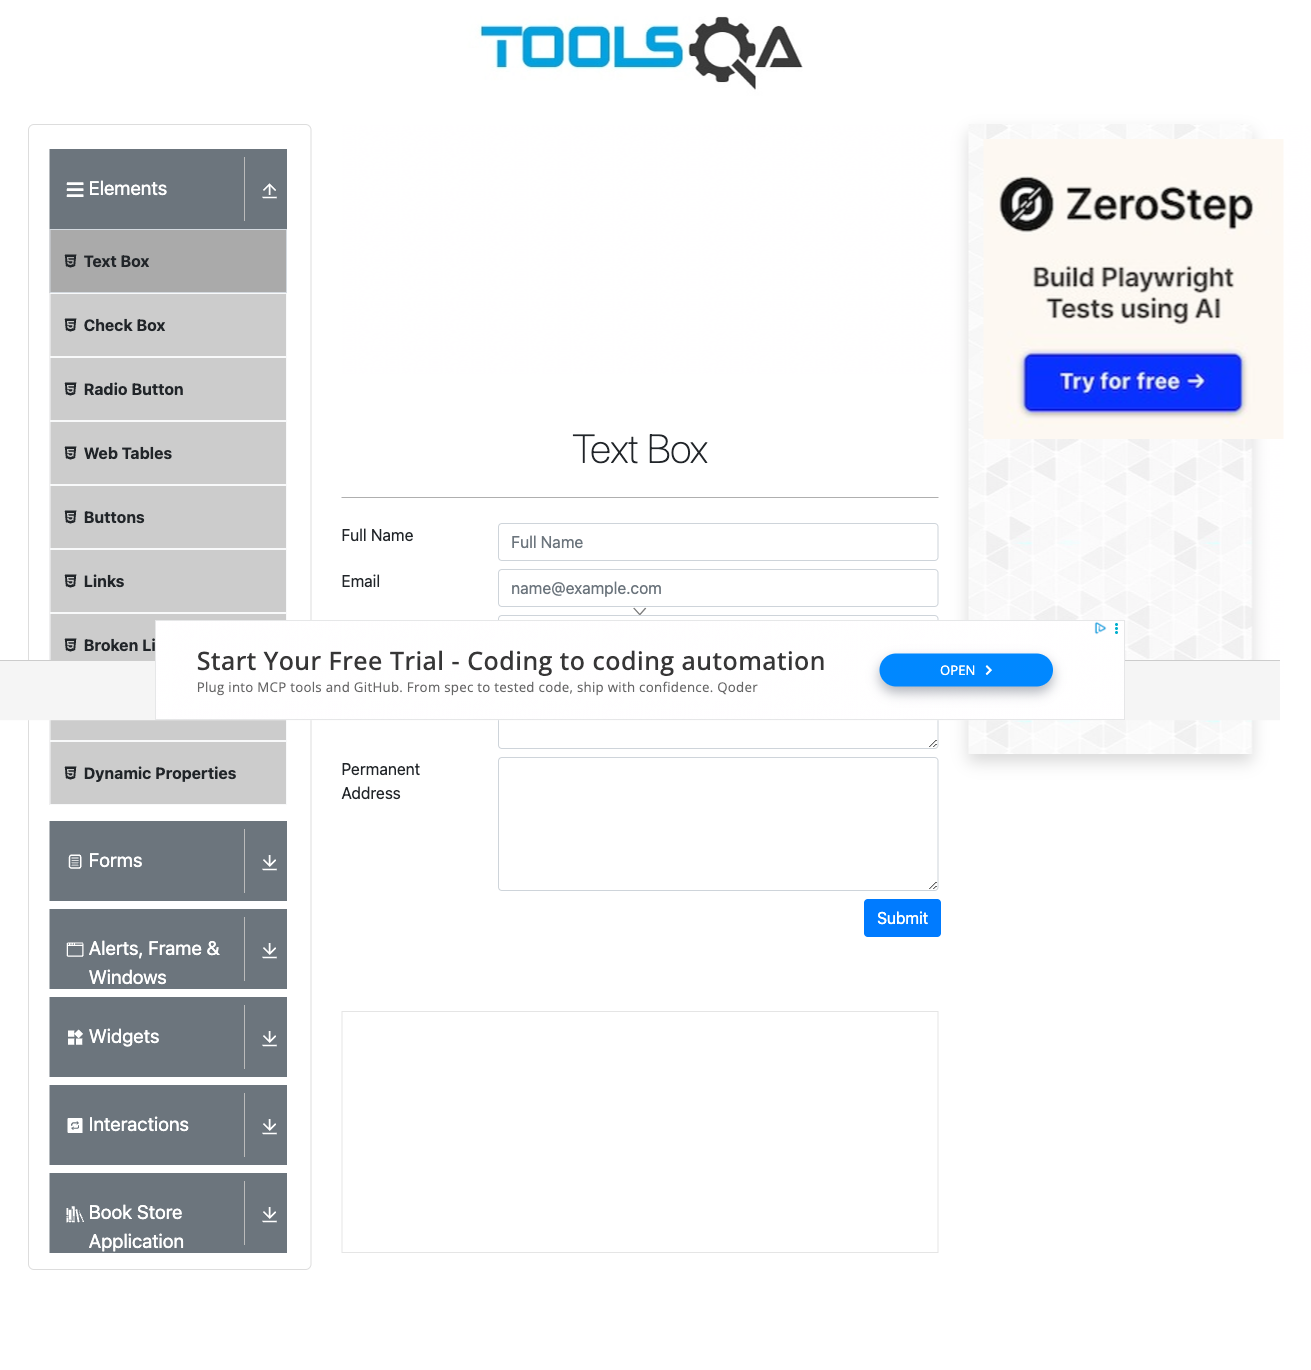 TOOLSQA
Elements
Text Box
Check Box
Radio Button
Web Tables
Buttons
Links
Broken Li
Dynamic Properties
Forms
Alerts, Frame &
Windows
Widgets
Interactions
Book Store
Application
Text Box
Full Name
Full Name
Email
name@example.com
Start Your Free Trial - Coding to coding automation
Plug into MCP tools and GitHub. From spec to tested code, ship with confidence. Qoder
OPEN
Permanent
Address
Submit
ZeroStep
Build Playwright
Tests using AI
Try for free →